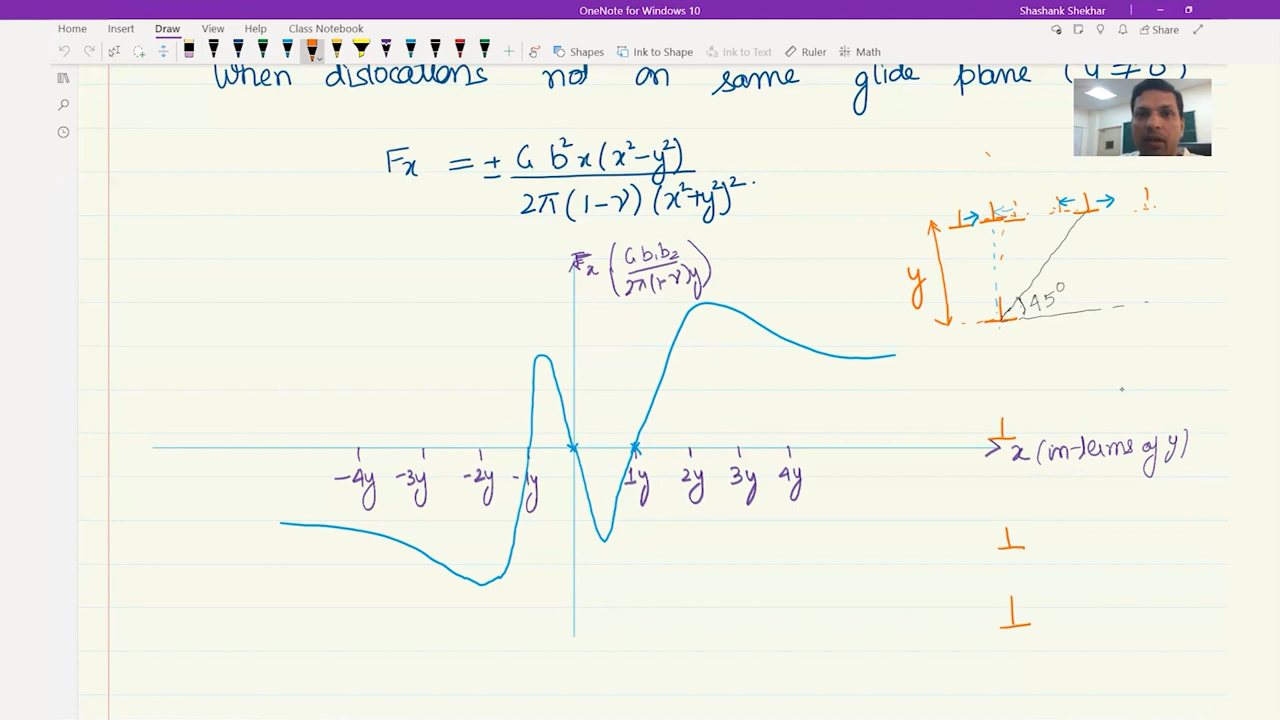 OneNote for Windows 10
Shashank Shekhar
Home Insert Draw View Help Class Notebook
Share
Shapes Ink to Shape Ink to Text Ruler Math
When dislocations not on same glide plane (y ≠ 0)
Fx = ± G b² x (x² - y²) / 2π (1-ν) (x² + y²)² .
Fx (G b₁ b₂ / 2π(1-ν)y)
y
45°
-4y -3y -2y -1y 1y 2y 3y 4y
x (in-terms of y)